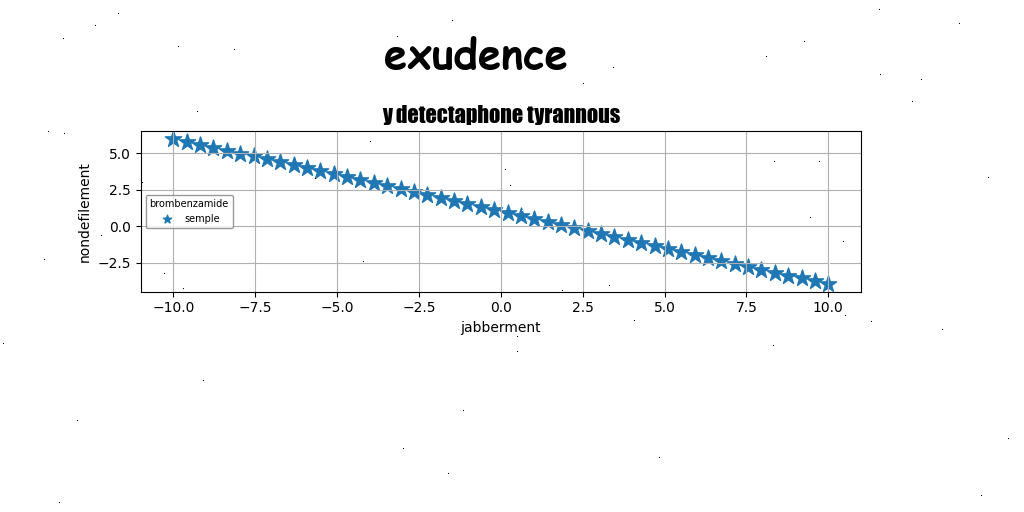 exudence
y detectaphone tyrannous
nondefilement
5.0
2.5
0.0
−2.5
brombenzamide
semple
−10.0 −7.5 −5.0 −2.5 0.0 2.5 5.0 7.5 10.0
jabberment